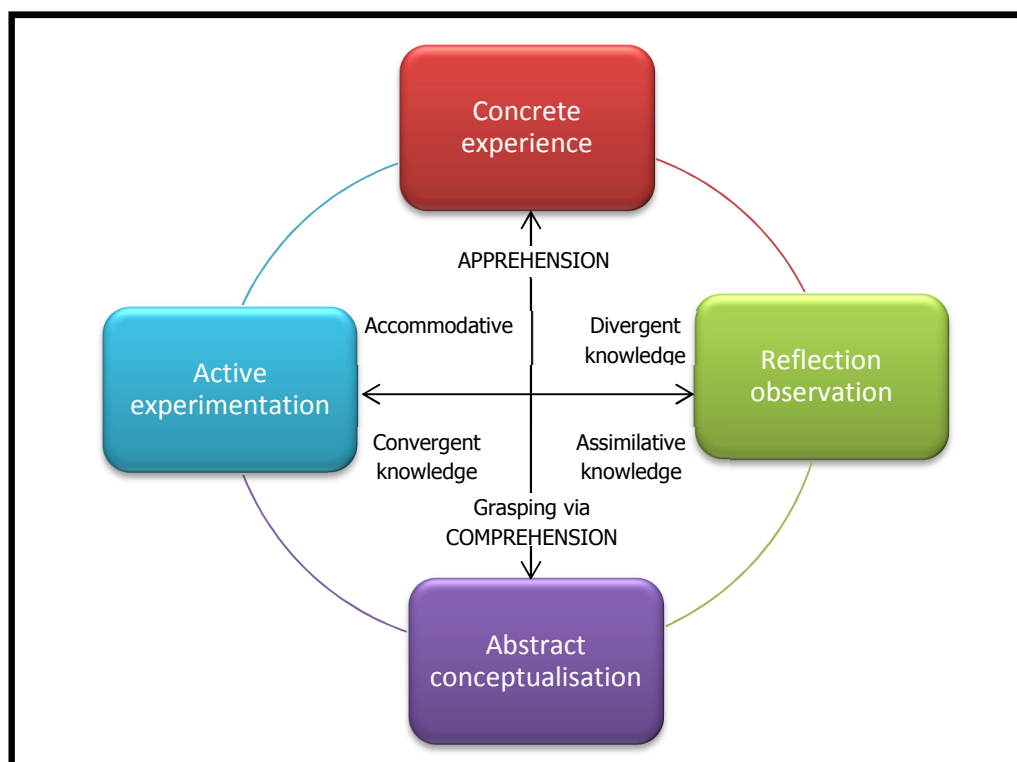 Concrete
experience
APPREHENSION
Accommodative
Divergent
knowledge
Active
experimentation
Reflection
observation
Convergent
knowledge
Assimilative
knowledge
Grasping via
COMPREHENSION
Abstract
conceptualisation